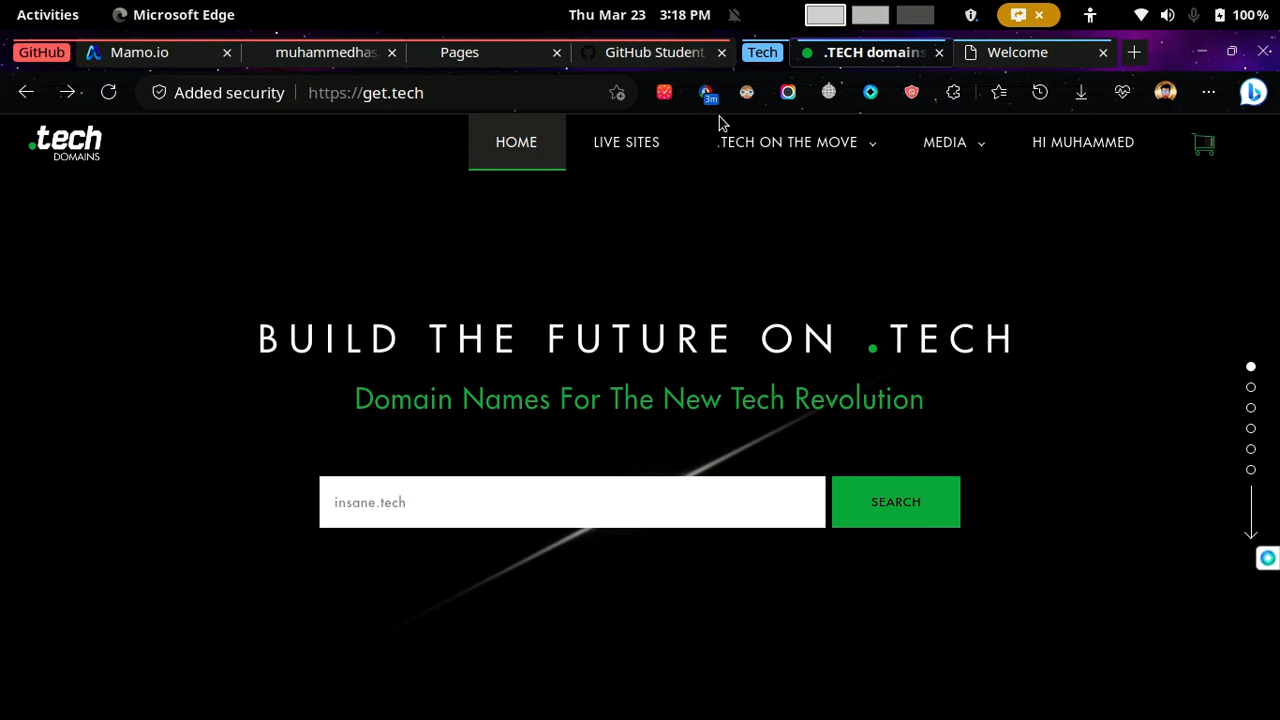 Activities
Microsoft Edge
Thu Mar 23 3:18 PM
100 %
GitHub
Mamo.io
muhammedhas
Pages
GitHub Student
Tech
.TECH domains
Welcome
Added security
https://get.tech
3m
.tech
DOMAINS
HOME
LIVE SITES
.TECH ON THE MOVE
MEDIA
HI MUHAMMED
BUILD THE FUTURE ON .TECH
Domain Names For The New Tech Revolution
insane.tech
SEARCH